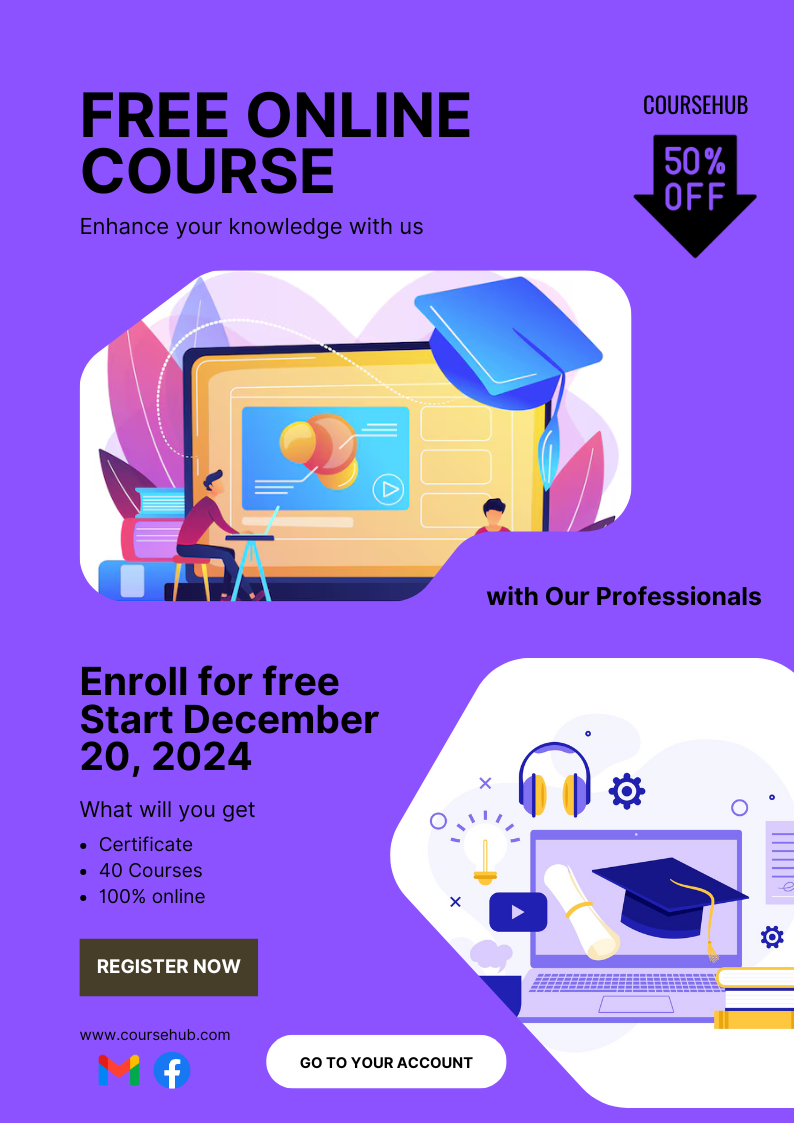 FREE ONLINE
COURSE
Enhance your knowledge with us
COURSEHUB
50%
OFF
with Our Professionals
Enroll for free
Start December
20, 2024
What will you get
• Certificate
• 40 Courses
• 100% online
REGISTER NOW
www.coursehub.com
GO TO YOUR ACCOUNT